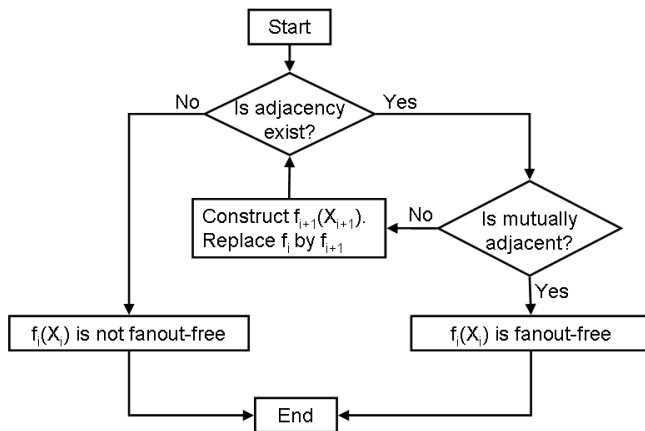 Start
No
Is adjacency
exist?
Yes
Construct fᵢ₊₁(Xᵢ₊₁).
Replace fᵢ by fᵢ₊₁
No
Is mutually
adjacent?
Yes
fᵢ(Xᵢ) is not fanout-free
fᵢ(Xᵢ) is fanout-free
End